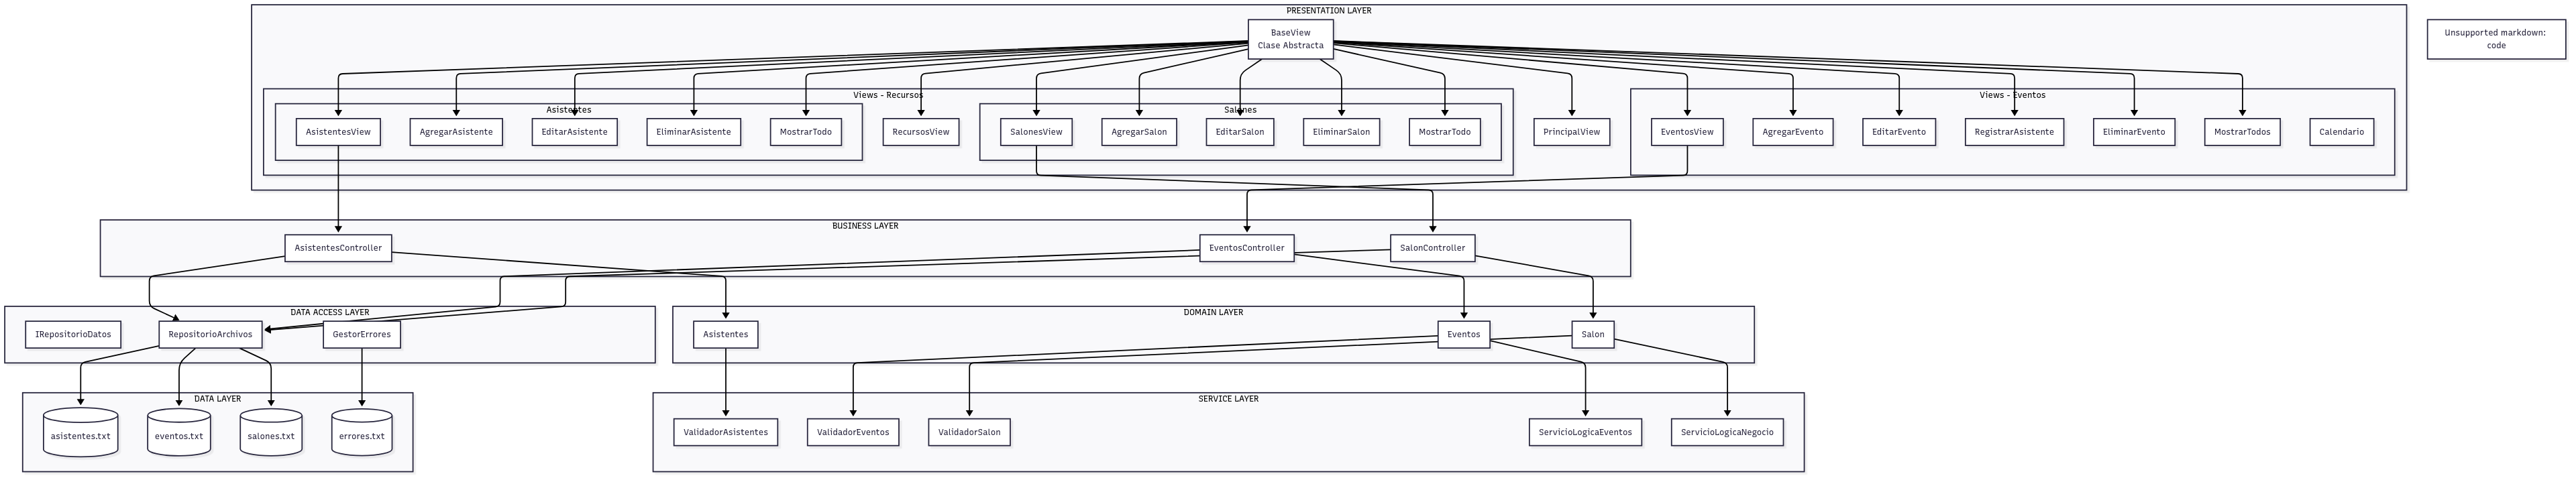 PRESENTATION LAYER
BaseView
Clase Abstracta
Unsupported markdown:
code
Views - Recursos
Views - Eventos
Asistentes
Salones
AsistentesView
AgregarAsistente
EditarAsistente
EliminarAsistente
MostrarTodo
RecursosView
SalonesView
AgregarSalon
EditarSalon
EliminarSalon
MostrarTodo
PrincipalView
EventosView
AgregarEvento
EditarEvento
RegistrarAsistente
EliminarEvento
MostrarTodos
Calendario
BUSINESS LAYER
AsistentesController
EventosController
SalonController
DATA ACCESS LAYER
IRepositorioDatos
RepositorioArchivos
GestorErrores
DOMAIN LAYER
Asistentes
Eventos
Salon
DATA LAYER
asistentes.txt
eventos.txt
salones.txt
errores.txt
SERVICE LAYER
ValidadorAsistentes
ValidadorEventos
ValidadorSalon
ServicioLogicaEventos
ServicioLogicaNegocio